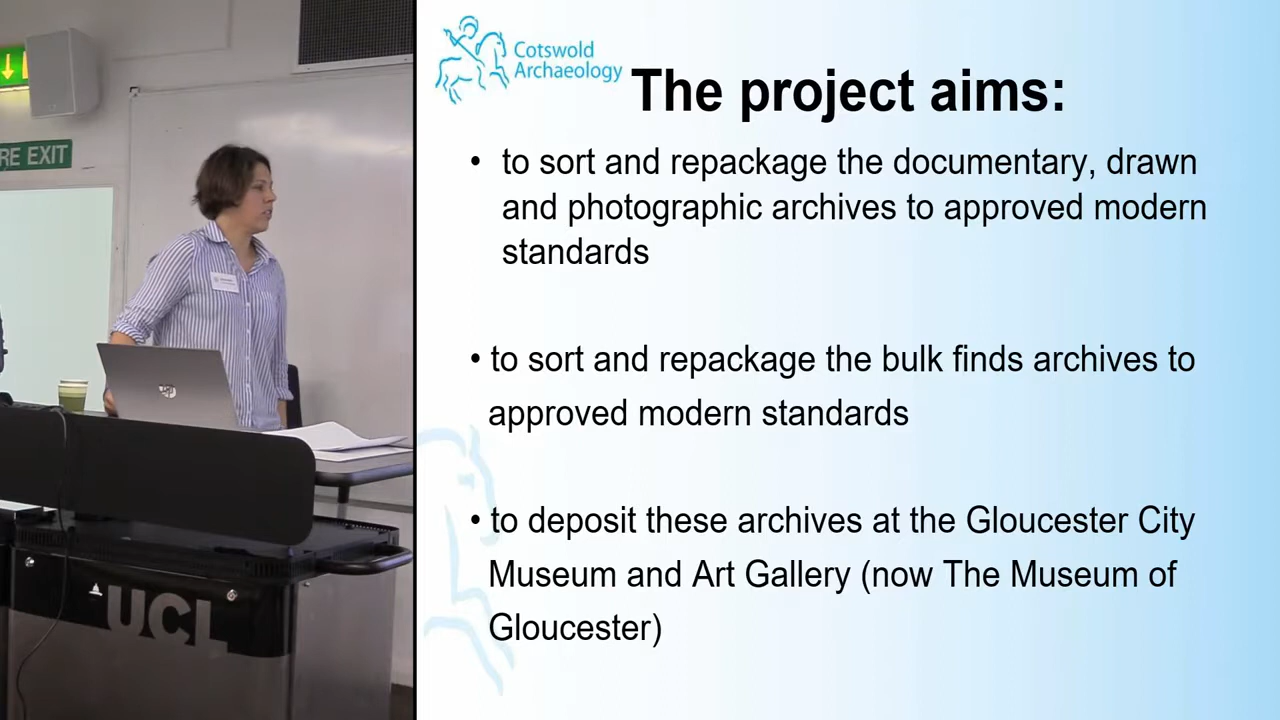 RE EXIT
UCL
Cotswold
Archaeology
The project aims:
• to sort and repackage the documentary, drawn
and photographic archives to approved modern
standards
• to sort and repackage the bulk finds archives to
approved modern standards
• to deposit these archives at the Gloucester City
Museum and Art Gallery (now The Museum of
Gloucester)